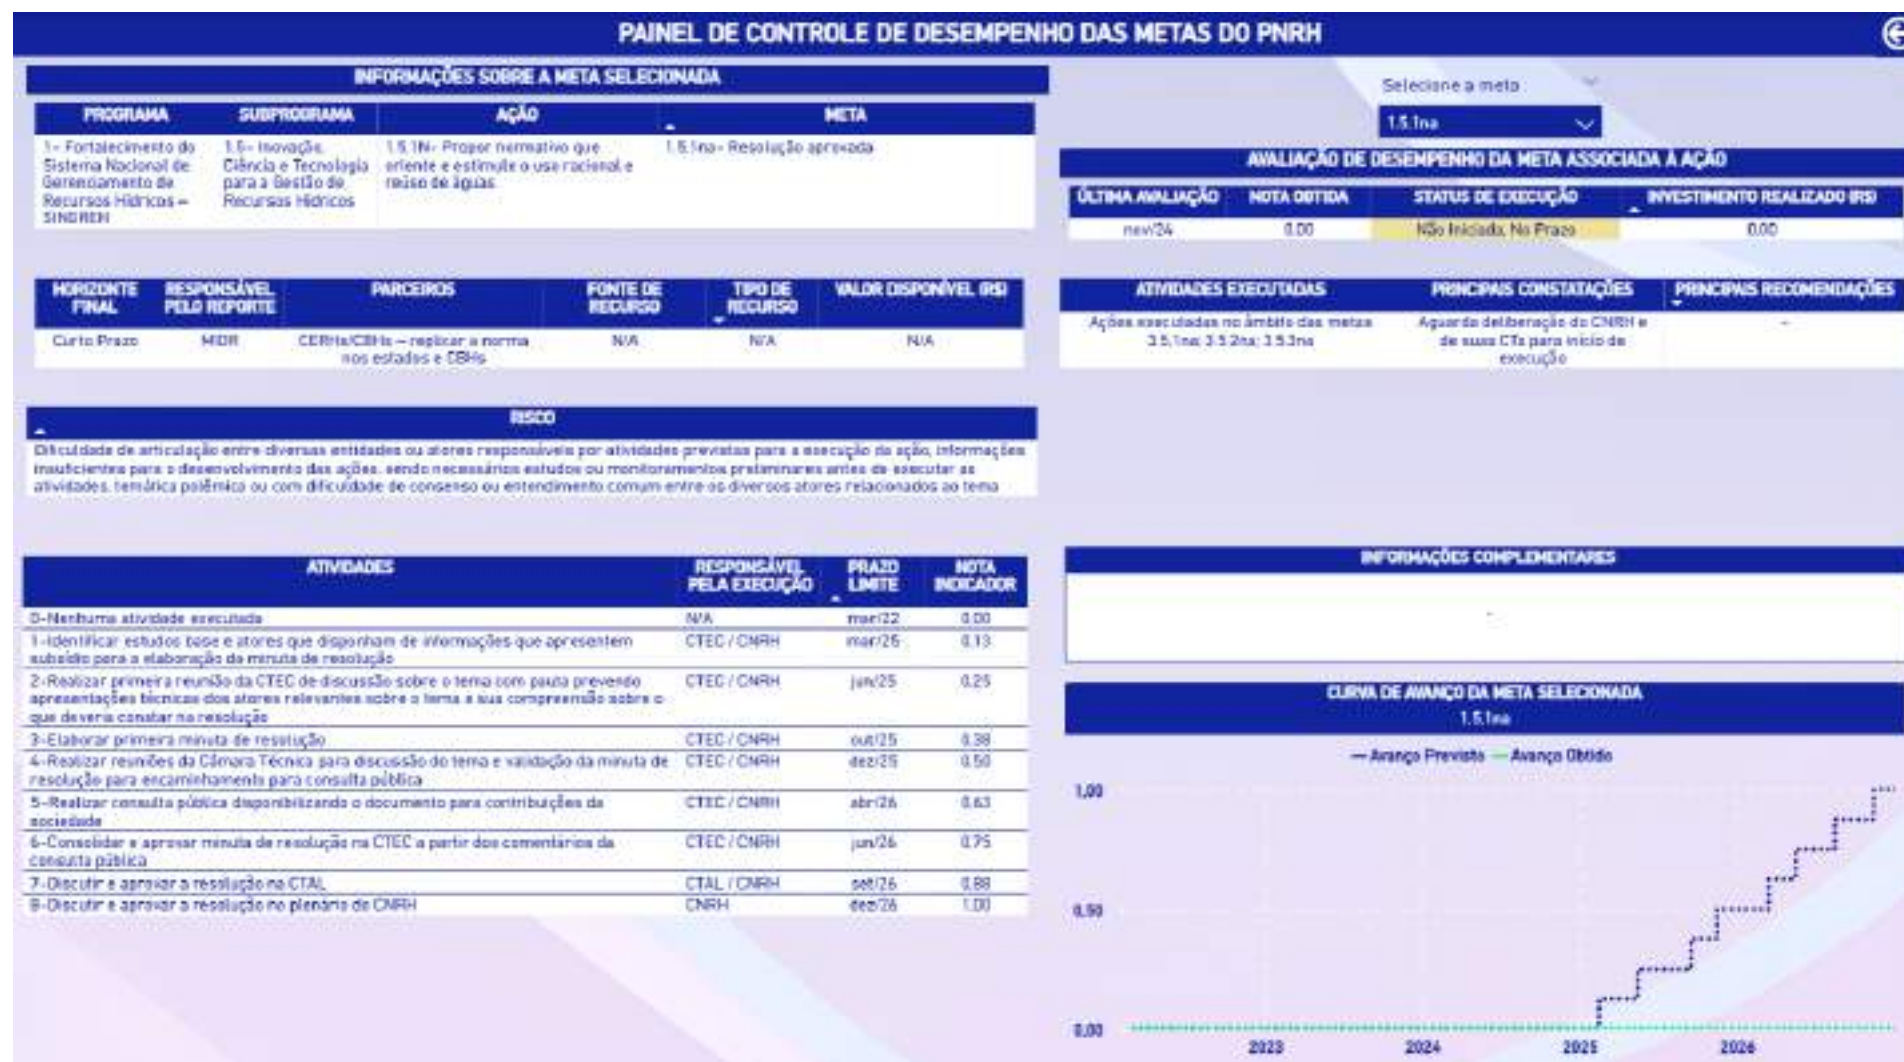 PAINEL DE CONTROLE DE DESEMPENHO DAS METAS DO PNRH
INFORMAÇÕES SOBRE A META SELECIONADA
PROGRAMA SUBPROGRAMA AÇÃO META
1- Fortalecimento do Sistema Nacional de Gerenciamento de Recursos Hídricos – SINGREH
1.5- Inovação, Ciência e Tecnologia para a Gestão de Recursos Hídricos
1.5.1N- Propor normativo que oriente e estimule o uso racional e reúso de águas.
1.5.1na- Resolução aprovada
HORIZONTE FINAL RESPONSÁVEL PELO REPORTE PARCEIROS FONTE DE RECURSO TIPO DE RECURSO VALOR DISPONÍVEL (R$)
Curto Prazo MIDR CERHs/CBHs – replicar a norma nos estados e CBHs N/A N/A N/A
RISCO
Dificuldade de articulação entre diversas entidades ou atores responsáveis por atividades previstas para a execução da ação, informações
insuficientes para o desenvolvimento das ações, sendo necessários estudos ou monitoramentos preliminares antes de executar as
atividades, temática polêmica ou com dificuldade de consenso ou entendimento comum entre os diversos atores relacionados ao tema
ATIVIDADES RESPONSÁVEL PELA EXECUÇÃO PRAZO LIMITE NOTA INDICADOR
0-Nenhuma atividade executada N/A mar/22 0.00
1-Identificar estudos base e atores que disponham de informações que apresentem CTEC / CNRH mar/25 0.13
subsídio para a elaboração da minuta de resolução
2-Realizar primeira reunião da CTEC de discussão sobre o tema com pauta prevendo CTEC / CNRH jun/25 0.25
apresentações técnicas dos atores relevantes sobre o tema e sua compreensão sobre o
que deveria constar na resolução
3-Elaborar primeira minuta de resolução CTEC / CNRH out/25 0.38
4-Realizar reuniões da Câmara Técnica para discussão do tema e validação da minuta de CTEC / CNRH dez/25 0.50
resolução para encaminhamento para consulta pública
5-Realizar consulta pública disponibilizando o documento para contribuições da CTEC / CNRH abr/26 0.63
sociedade
6-Consolidar e aprovar minuta de resolução na CTEC a partir dos comentários da CTEC / CNRH jun/26 0.75
consulta pública
7-Discutir e aprovar a resolução na CTAL CTAL / CNRH set/26 0.88
8-Discutir e aprovar a resolução no plenário do CNRH CNRH dez/26 1.00
Selecione a meta
1.5.1na
AVALIAÇÃO DE DESEMPENHO DA META ASSOCIADA À AÇÃO
ÚLTIMA AVALIAÇÃO NOTA OBTIDA STATUS DE EXECUÇÃO INVESTIMENTO REALIZADO (R$)
nov/24 0.00 Não Iniciada, No Prazo 0.00
ATIVIDADES EXECUTADAS PRINCIPAIS CONSTATAÇÕES PRINCIPAIS RECOMENDAÇÕES
Ações executadas no âmbito das metas 3.5.1na; 3.5.2na; 3.5.3na
Aguarda deliberação do CNRH e de suas CTs para início de execução
-
INFORMAÇÕES COMPLEMENTARES
-
CURVA DE AVANÇO DA META SELECIONADA
1.5.1na
Avanço Previsto Avanço Obtido
1,00
0,50
0,00
2023 2024 2025 2026